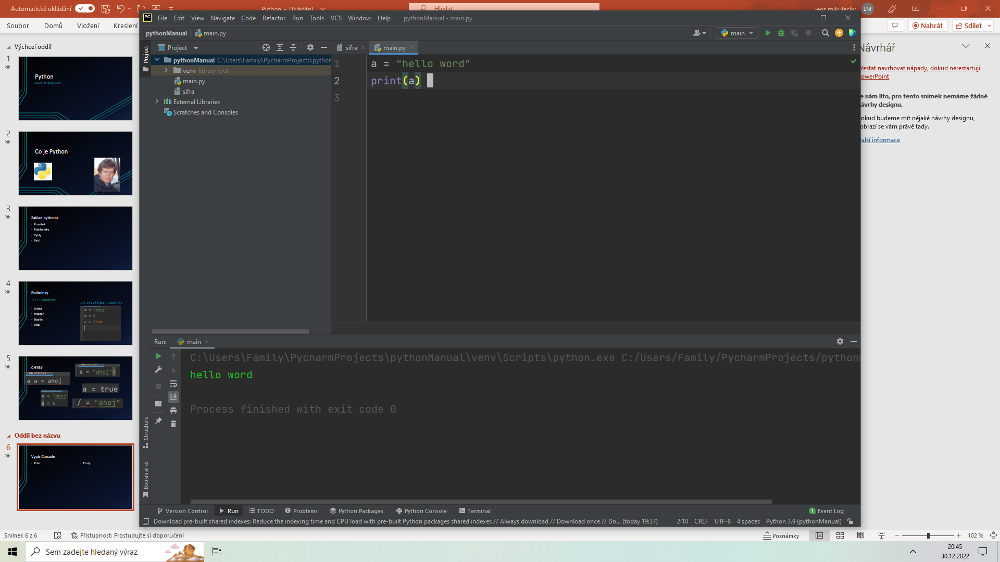 Automatické ukládání
Python • Ukládání
Hledat
leos mikulecky
LM
Soubor
Domů
Vložení
Kreslení
Nahrát
Sdílet
Výchozí oddíl
1
Python
LEOS MIKULECKY
2
Co je Python
3
Zaklad pythonu
Poddminky
Cykly
Listi
4
Podmínky
TYPY PODMÍNEK:
JAK VYTVÁŘÍME PODMÍNKY
String
Integer
Boolin
Add.
a = "ahoj"
b = 5
c = True
5
CHYBY
a a = ahoj
a = "ahoj"5
a = true
a = "ahoj"
a = 5
/ = "ahoj"
Oddíl bez názvu
6
Vypis Conzole
Print
Erory
PC
File Edit View Navigate Code Refactor Run Tools VCS Window Help pythonManual - main.py
pythonManual main.py
main
Project
Project
sifra
main.py
pythonManual C:\Users\Family\PycharmProjects\python
venv library root
main.py
sifra
External Libraries
Scratches and Consoles
1 a = "hello word"
2 print(a)
3
Run: main
C:\Users\Family\PycharmProjects\pythonManual\venv\Scripts\python.exe C:/Users/Family/PycharmProjects/python
hello word
Process finished with exit code 0
Structure
Bookmarks
Version Control Run TODO Problems Python Packages Python Console Terminal
1 Event Log
Download pre-built shared indexes: Reduce the indexing time and CPU load with pre-built Python packages shared indexes // Always download // Download once // Do... (today 19:37)
2:10 CRLF UTF-8 4 spaces Python 3.9 (pythonManual)
Návrhář
řestat navrhovat nápady, dokud nerestartuji
owerPoint
e nám líto, pro tento snímek nemáme žádné
ávrhy designu.
okud budeme mít nějaké návrhy designu,
obrazí se vám právě tady.
alší informace
Snímek 6 z 6
Přístupnost: Prostudujte si doporučení
Poznámky
102 %
Sem zadejte hledaný výraz
20:45
30.12.2022